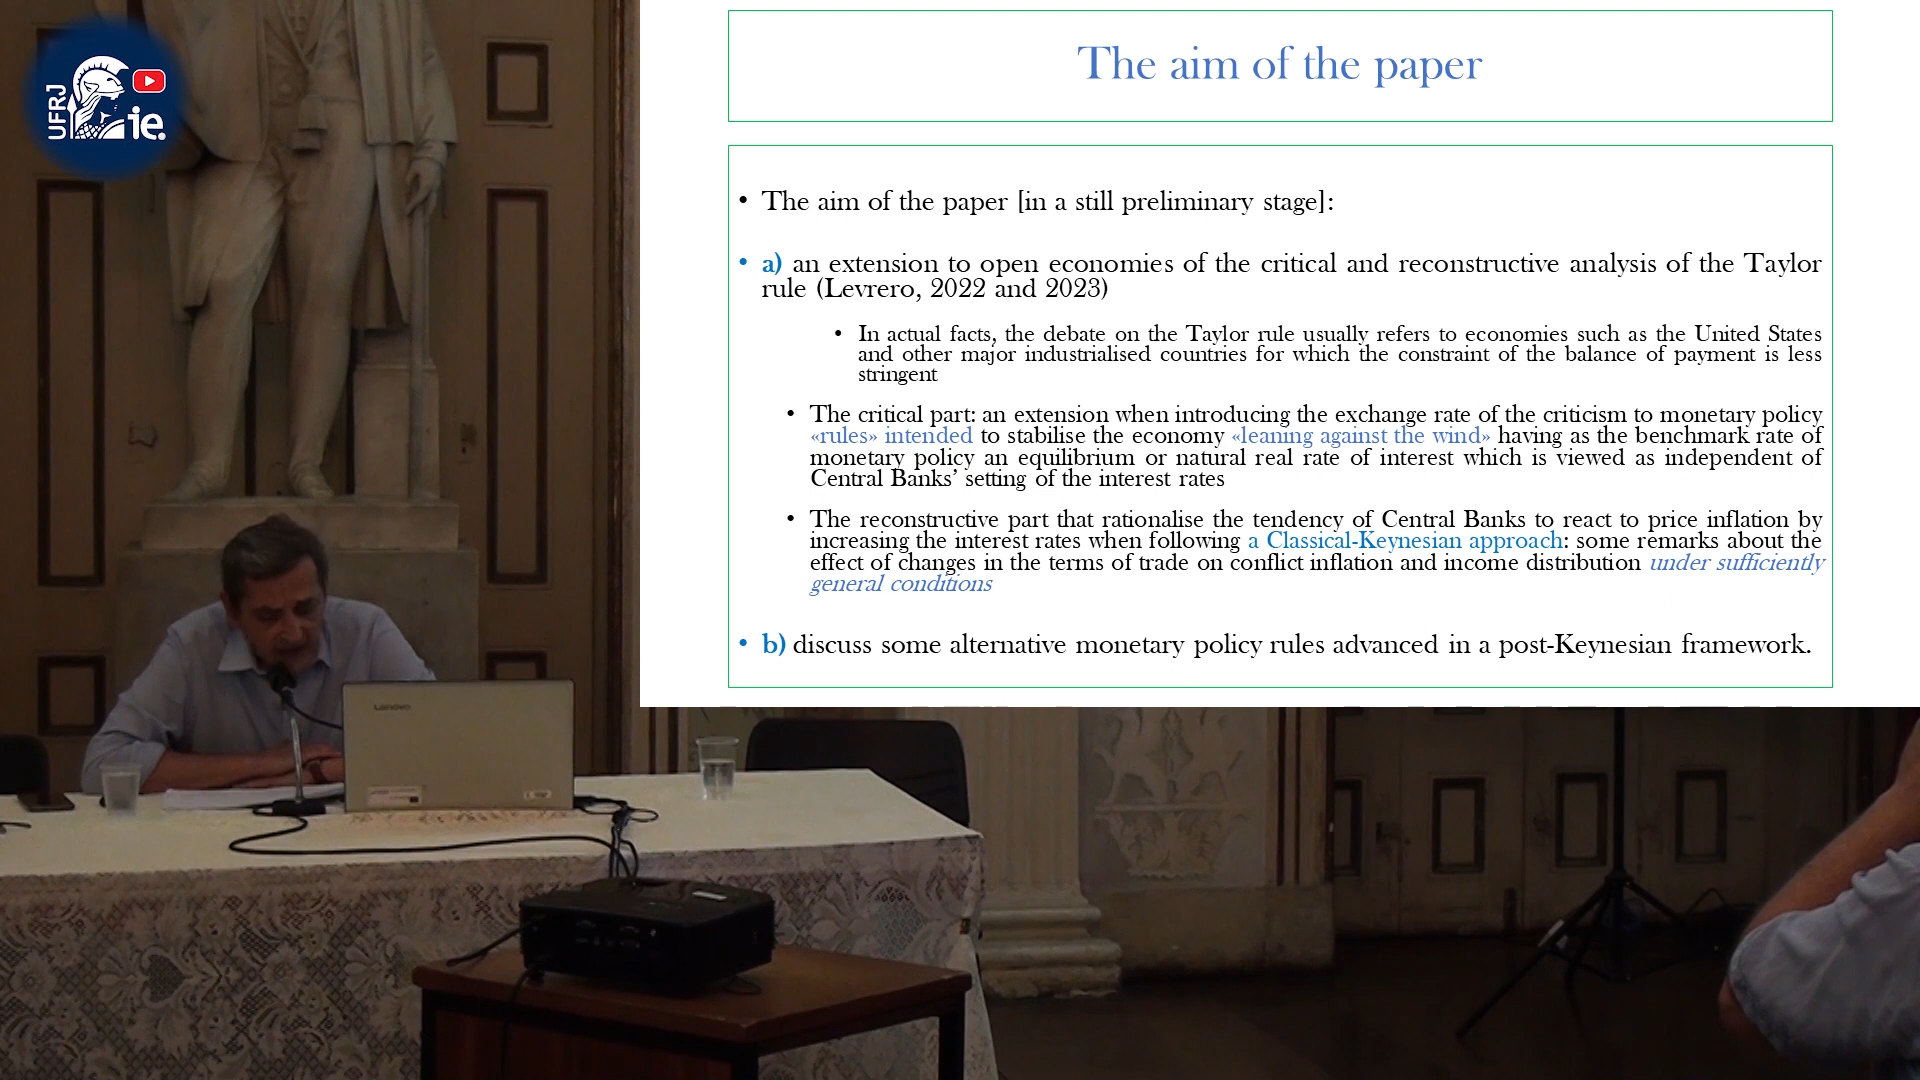 UFRJ
ie.
The aim of the paper
• The aim of the paper [in a still preliminary stage]:
• a) an extension to open economies of the critical and reconstructive analysis of the Taylor
rule (Levrero, 2022 and 2023)
• In actual facts, the debate on the Taylor rule usually refers to economies such as the United States
and other major industrialised countries for which the constraint of the balance of payment is less
stringent
• The critical part: an extension when introducing the exchange rate of the criticism to monetary policy
«rules» intended to stabilise the economy «leaning against the wind» having as the benchmark rate of
monetary policy an equilibrium or natural real rate of interest which is viewed as independent of
Central Banks’ setting of the interest rates
• The reconstructive part that rationalise the tendency of Central Banks to react to price inflation by
increasing the interest rates when following a Classical-Keynesian approach: some remarks about the
effect of changes in the terms of trade on conflict inflation and income distribution under sufficiently
general conditions
• b) discuss some alternative monetary policy rules advanced in a post-Keynesian framework.
Lenovo